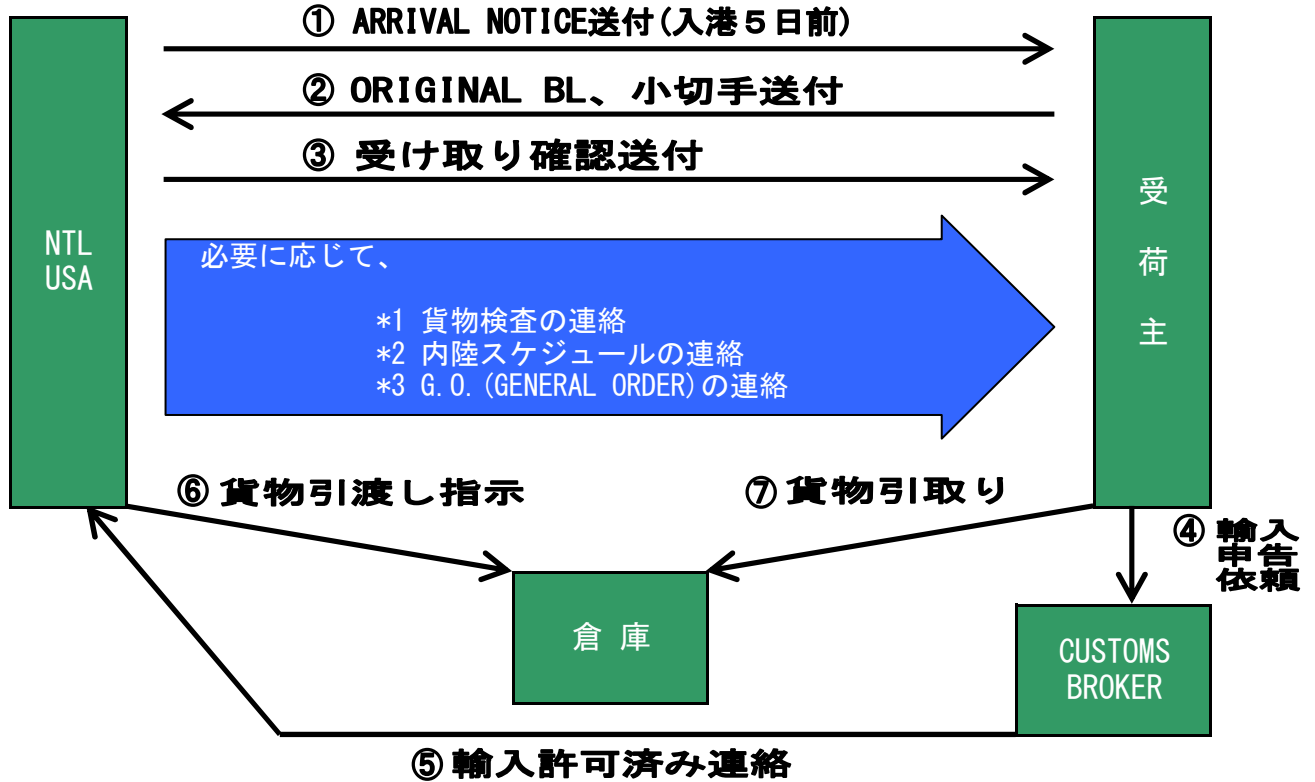 ① ARRIVAL NOTICE送付(入港５日前)
② ORIGINAL BL、小切手送付
③ 受け取り確認送付
NTL
USA
受
荷
主
必要に応じて、
*1 貨物検査の連絡
*2 内陸スケジュールの連絡
*3 G.O.(GENERAL ORDER)の連絡
⑥貨物引渡し指示
⑦貨物引取り
④輸入
申告
依頼
倉 庫
CUSTOMS
BROKER
⑤輸入許可済み連絡